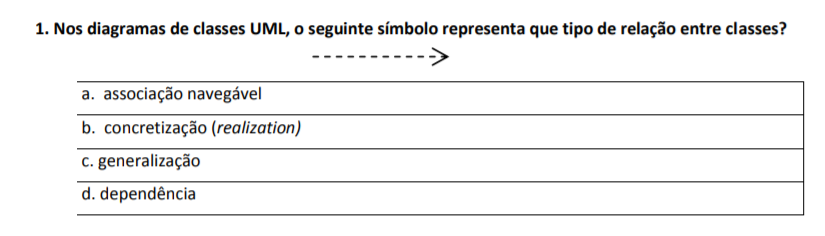 1. Nos diagramas de classes UML, o seguinte símbolo representa que tipo de relação entre classes?
a. associação navegável
b. concretização (realization)
c. generalização
d. dependência